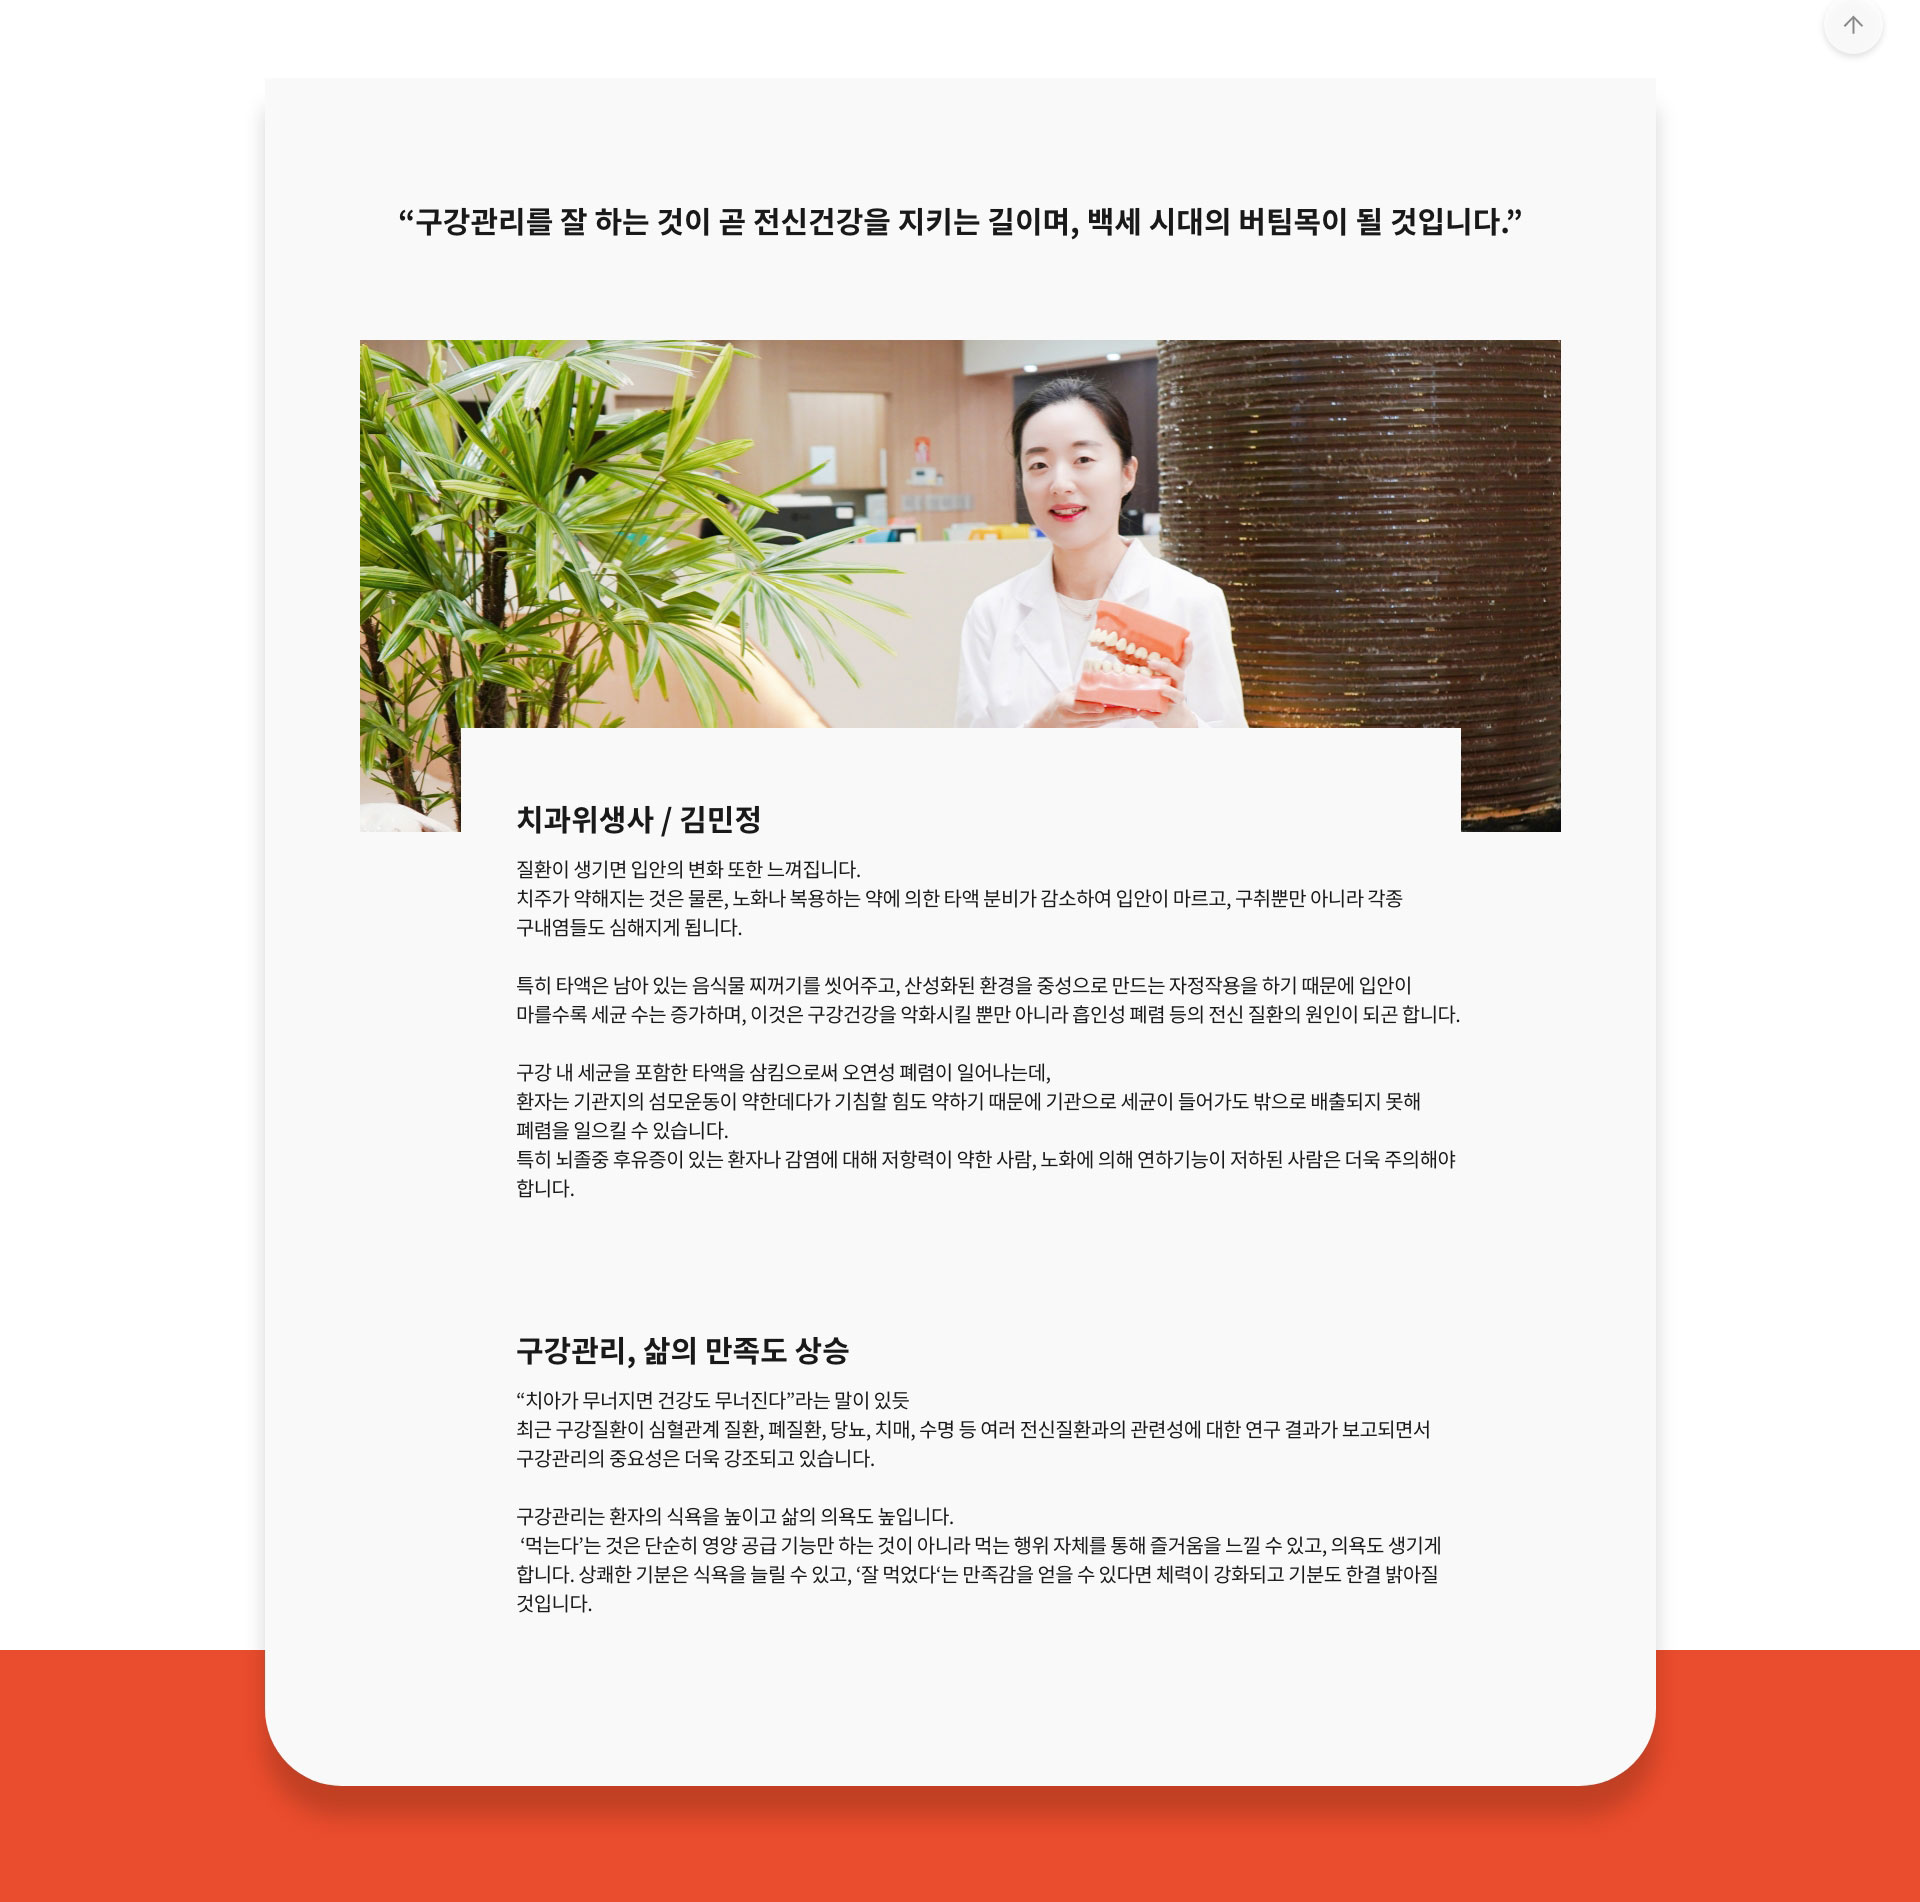 “구강관리를 잘 하는 것이 곧 전신건강을 지키는 길이며, 백세 시대의 버팀목이 될 것입니다.”
치과위생사 / 김민정
질환이 생기면 입안의 변화 또한 느껴집니다.
치주가 약해지는 것은 물론, 노화나 복용하는 약에 의한 타액 분비가 감소하여 입안이 마르고, 구취뿐만 아니라 각종
구내염들도 심해지게 됩니다.
특히 타액은 남아 있는 음식물 찌꺼기를 씻어주고, 산성화된 환경을 중성으로 만드는 자정작용을 하기 때문에 입안이
마를수록 세균 수는 증가하며, 이것은 구강건강을 악화시킬 뿐만 아니라 흡인성 폐렴 등의 전신 질환의 원인이 되곤 합니다.
구강 내 세균을 포함한 타액을 삼킴으로써 오연성 폐렴이 일어나는데,
환자는 기관지의 섬모운동이 약한데다가 기침할 힘도 약하기 때문에 기관으로 세균이 들어가도 밖으로 배출되지 못해
폐렴을 일으킬 수 있습니다.
특히 뇌졸중 후유증이 있는 환자나 감염에 대해 저항력이 약한 사람, 노화에 의해 연하기능이 저하된 사람은 더욱 주의해야
합니다.
구강관리, 삶의 만족도 상승
“치아가 무너지면 건강도 무너진다”라는 말이 있듯
최근 구강질환이 심혈관계 질환, 폐질환, 당뇨, 치매, 수명 등 여러 전신질환과의 관련성에 대한 연구 결과가 보고되면서
구강관리의 중요성은 더욱 강조되고 있습니다.
구강관리는 환자의 식욕을 높이고 삶의 의욕도 높입니다.
‘먹는다’는 것은 단순히 영양 공급 기능만 하는 것이 아니라 먹는 행위 자체를 통해 즐거움을 느낄 수 있고, 의욕도 생기게
합니다. 상쾌한 기분은 식욕을 늘릴 수 있고, ‘잘 먹었다‘는 만족감을 얻을 수 있다면 체력이 강화되고 기분도 한결 밝아질
것입니다.